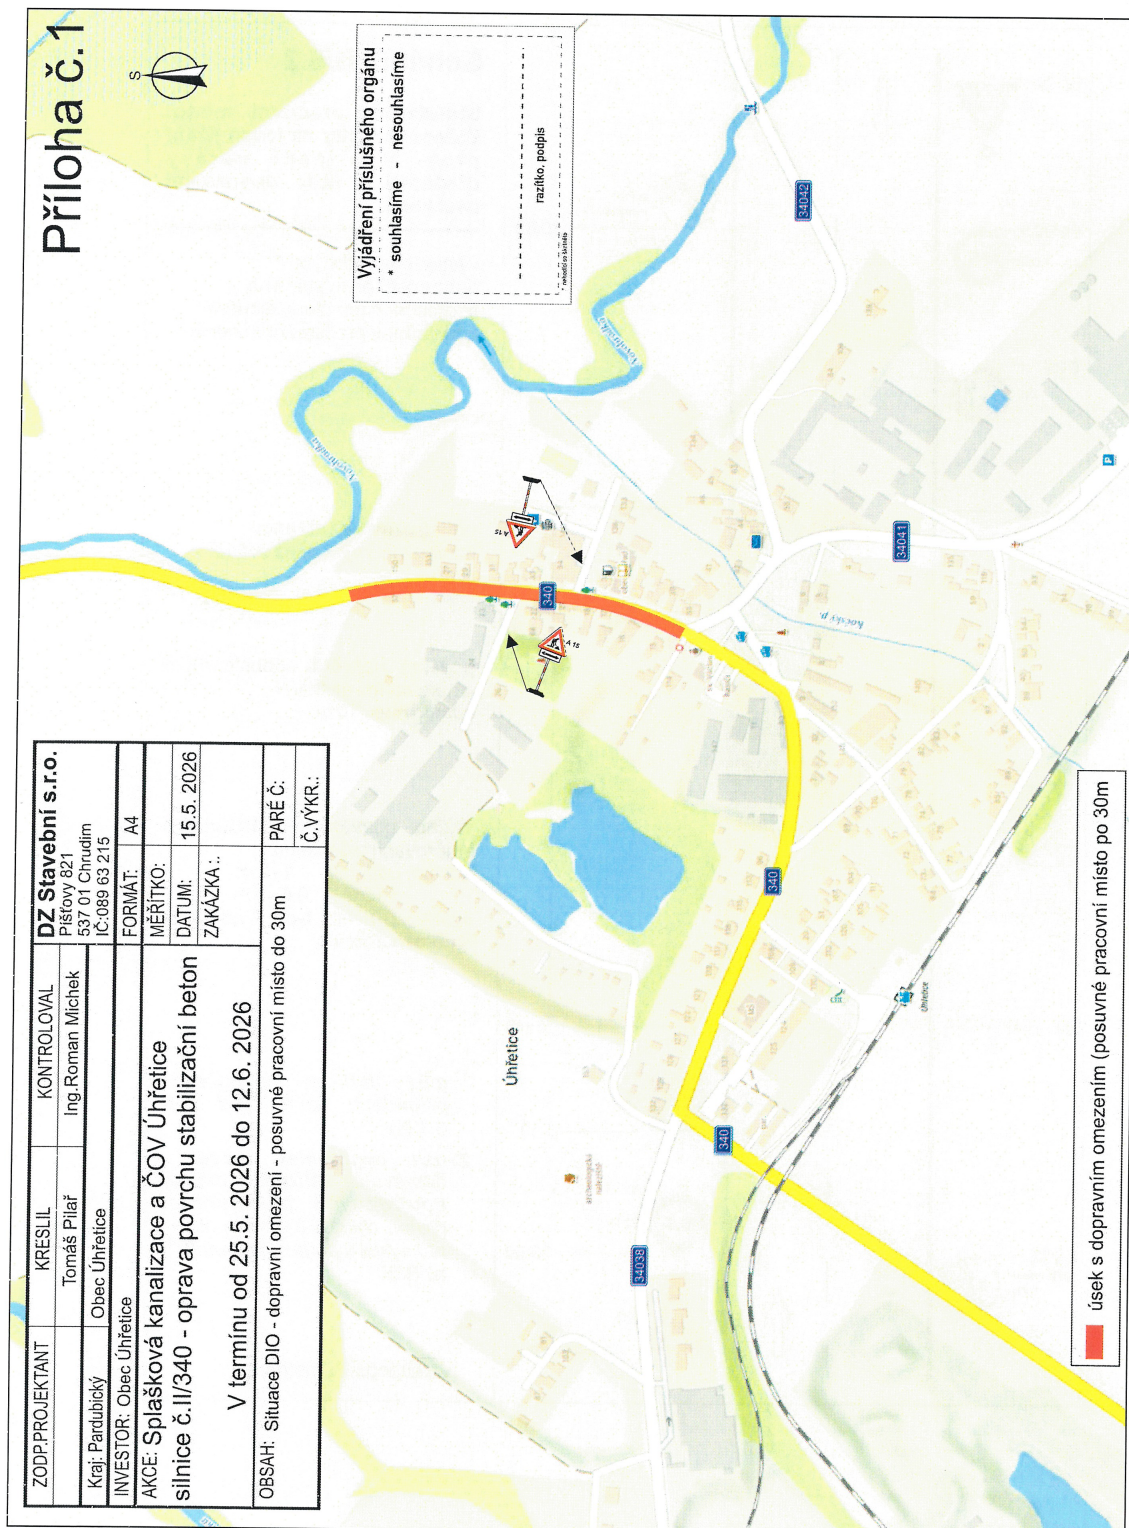 Příloha č.1
S
Vyjádření příslušného orgánu
* souhlasíme - nesouhlasíme
razítko, podpis
* nehodící se škrtněte
ZODP.PROJEKTANT
KRESLIL
KONTROLOVAL
DZ Stavební s.r.o.
Píšťovy 821
537 01 Chrudim
IČ:089 63 215
Tomáš Pilař
Ing.Roman Michek
Kraj: Pardubický
Obec Úhřetice
INVESTOR: Obec Úhřetice
FORMÁT:
A4
AKCE: Splašková kanalizace a ČOV Úhřetice
silnice č.II/340 - oprava povrchu stabilizační beton
MĚŘÍTKO:
DATUM:
15.5. 2026
V termínu od 25.5. 2026 do 12.6. 2026
ZAKÁZKA :.
OBSAH: Situace DIO - dopravní omezení - posuvné pracovní místo do 30m
PARÉ Č:
Č.VÝKR.:
Novohradka
Novohradka
A 15
A 15
340
340
340
34042
34041
34038
P
Úhřetice
Úhřetice
archeologické
naleziště
úsek s dopravním omezením (posuvné pracovní místo po 30m